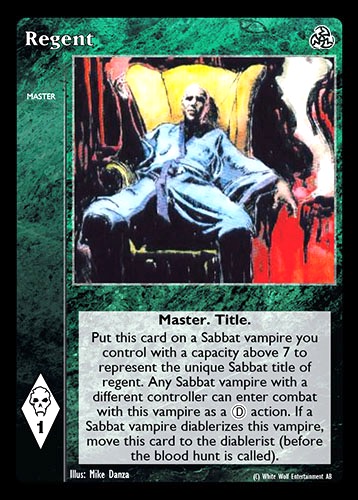 Regent
MASTER
Master. Title.
Put this card on a Sabbat vampire you
control with a capacity above 7 to
represent the unique Sabbat title of
regent. Any Sabbat vampire with a
different controller can enter combat
with this vampire as a Ⓓ action. If a
Sabbat vampire diablerizes this vampire,
move this card to the diablerist (before
the blood hunt is called).
1
Illus: Mike Danza
(C) White Wolf Entertainment AB